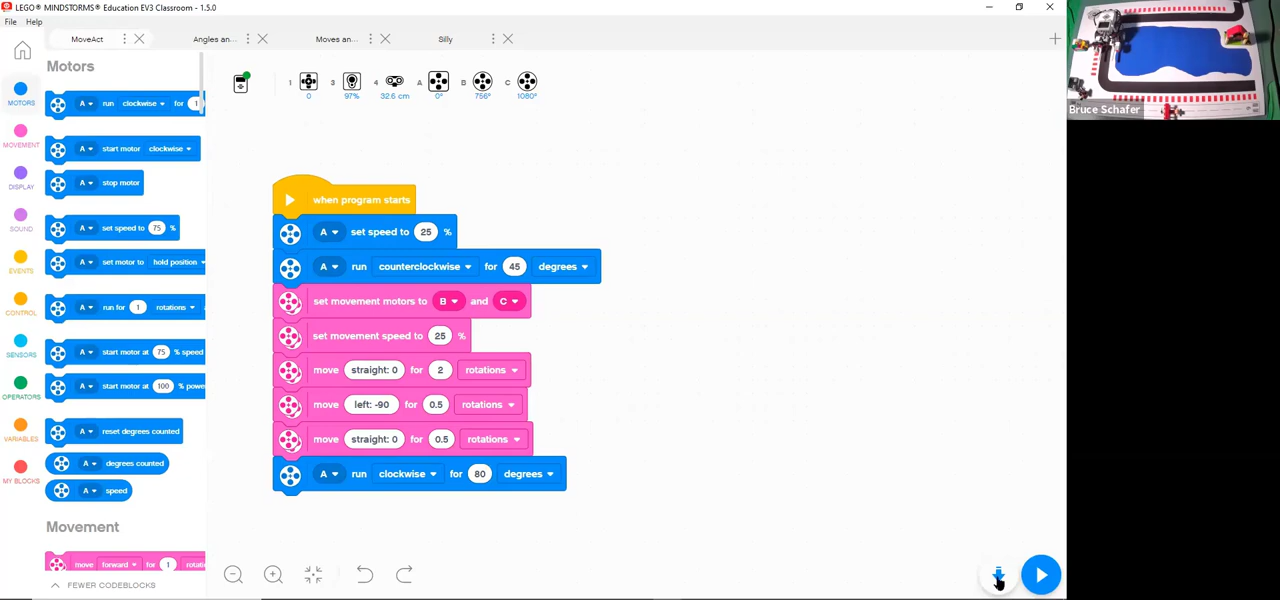 LEGO® MINDSTORMS® Education EV3 Classroom - 1.5.0
File Help
MoveAct
Angles an...
Moves an...
Silly
Motors
MOTORS
MOVEMENT
DISPLAY
SOUND
EVENTS
CONTROL
SENSORS
OPERATORS
VARIABLES
MY BLOCKS
A run clockwise for 1
A start motor clockwise
A stop motor
A set speed to 75 %
A set motor to hold position
A run for 1 rotations
A start motor at 75 % speed
A start motor at 100 % powe
A reset degrees counted
A degrees counted
A speed
Movement
move forward for 1 rotati
FEWER CODEBLOCKS
1 3 4 A B C
0 97% 32.6 cm 0° 756° 1080°
when program starts
A set speed to 25 %
A run counterclockwise for 45 degrees
set movement motors to B and C
set movement speed to 25 %
move straight: 0 for 2 rotations
move left: -90 for 0.5 rotations
move straight: 0 for 0.5 rotations
A run clockwise for 80 degrees
Bruce Schafer